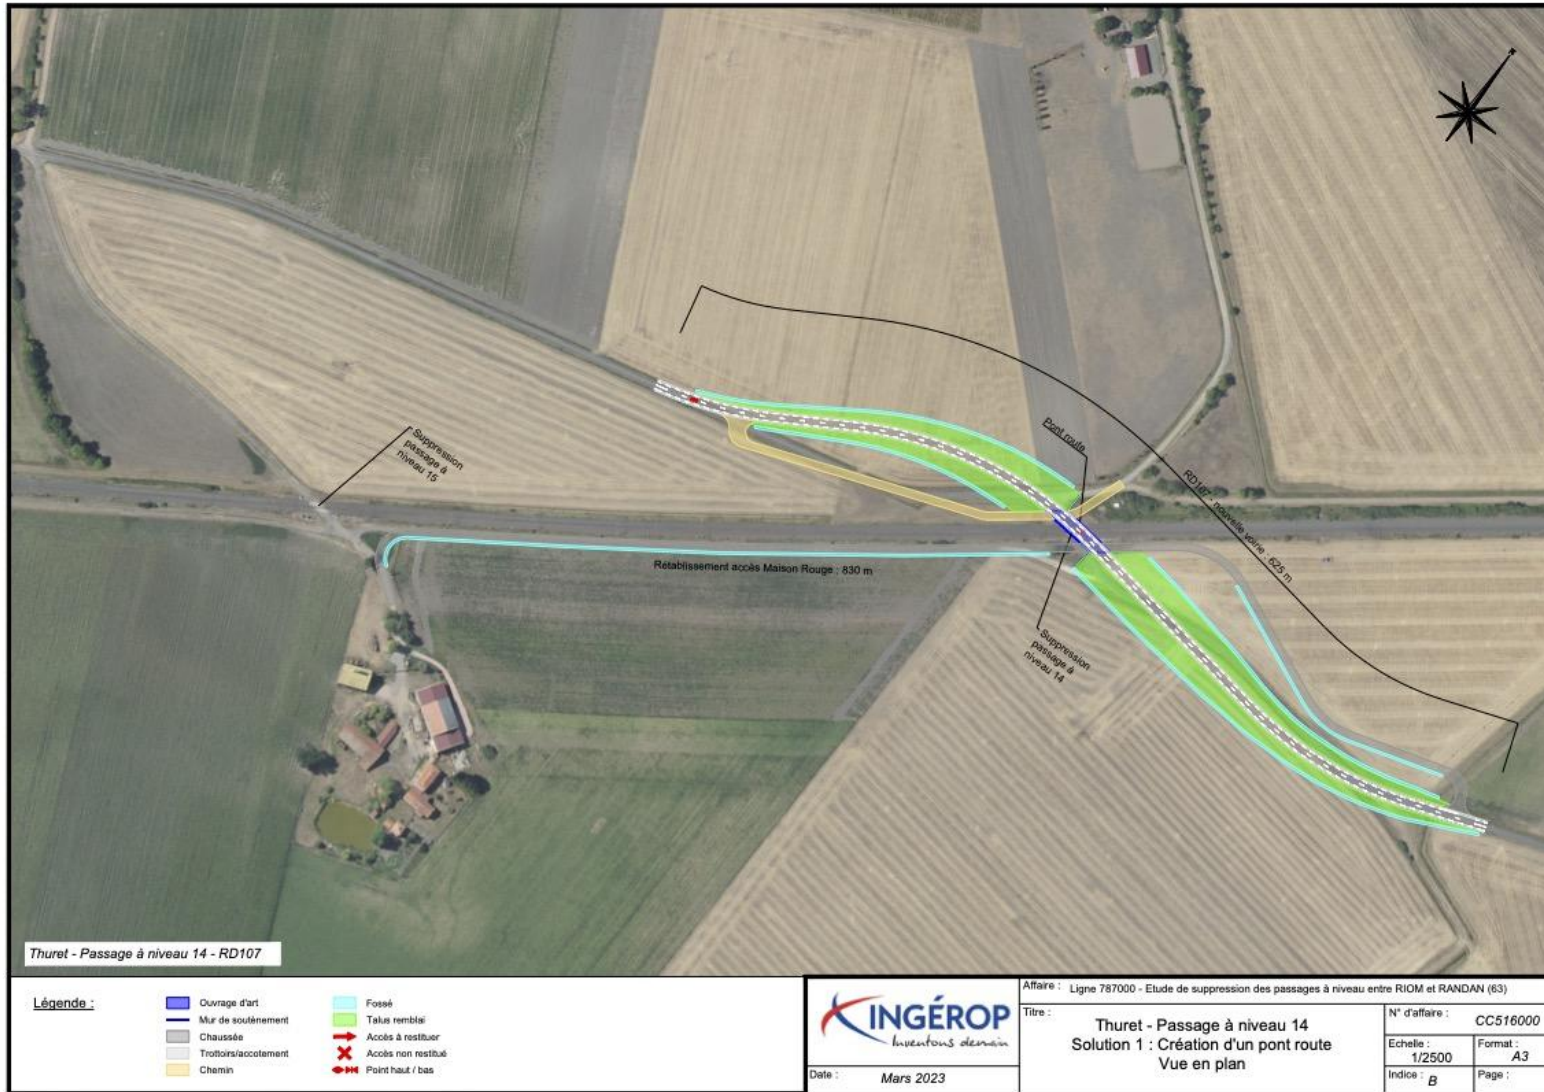 Suppression
passage à
niveau 15
Pont route
RD107 - nouvelle voirie : 625 m
Rétablissement accès Maison Rouge : 830 m
Suppression
passage à
niveau 14
Thuret - Passage à niveau 14 - RD107
Légende :
Ouvrage d'art
Mur de soutènement
Chaussée
Trottoirs/accotement
Chemin
Fossé
Talus remblai
Accès à restituer
Accès non restitué
Point haut / bas
INGÉROP
Inventons demain
Date : Mars 2023
Affaire : Ligne 787000 - Etude de suppression des passages à niveau entre RIOM et RANDAN (63)
Titre :
Thuret - Passage à niveau 14
Solution 1 : Création d'un pont route
Vue en plan
N° d'affaire : CC516000
Echelle : 1/2500
Format : A3
Indice : B
Page :